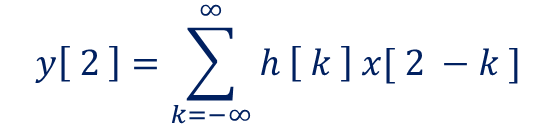 y[ 2 ] = ∑_{k=−∞}^{∞} h [ k ] x[ 2 − k ]